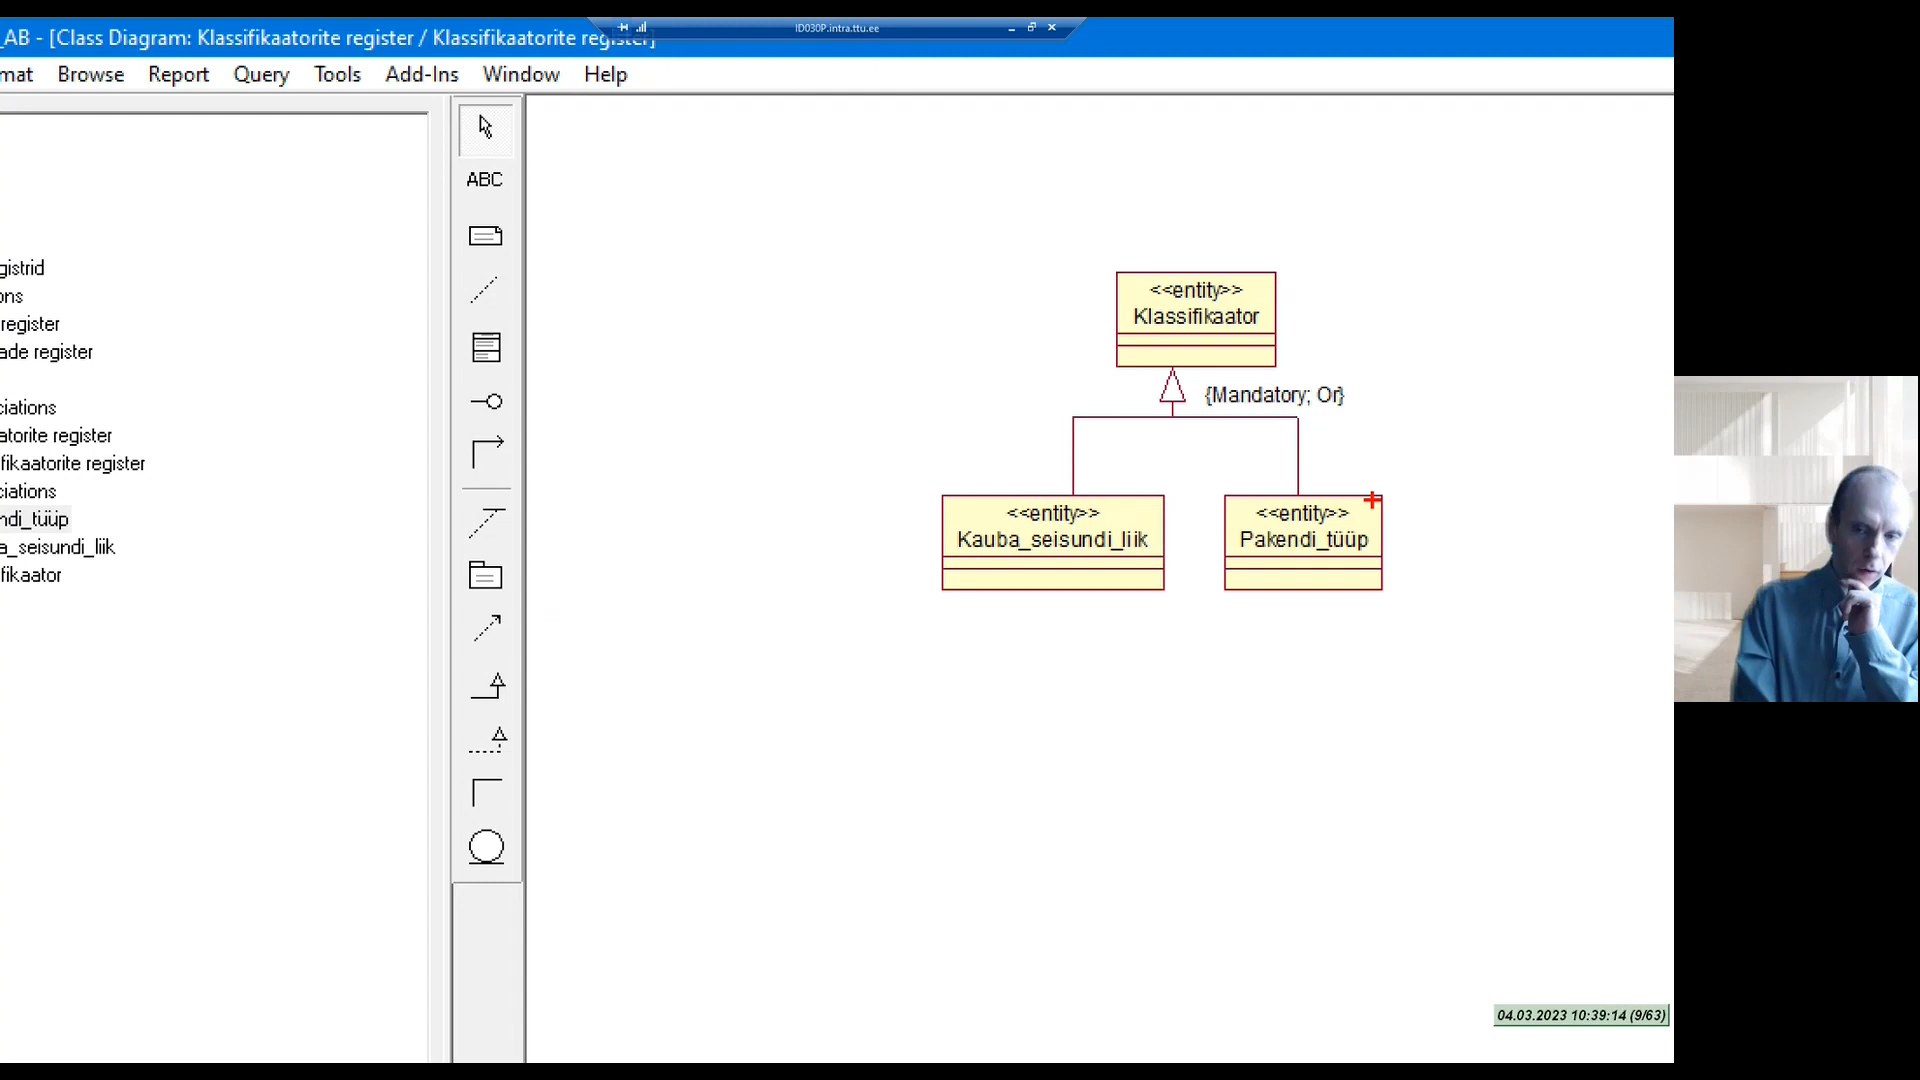 _AB - [Class Diagram: Klassifikaatorite register / Klassifikaatorite register]
ID030P.intra.ttu.ee
mat Browse Report Query Tools Add-Ins Window Help
gistrid
ons
register
ade register
ciations
atorite register
fikaatorite register
ciations
ndi_tüüp
a_seisundi_liik
fikaator
ABC
<<entity>>
Klassifikaator
{Mandatory; Or}
<<entity>>
Kauba_seisundi_liik
<<entity>>
Pakendi_tüüp
04.03.2023 10:39:14 (9/63)